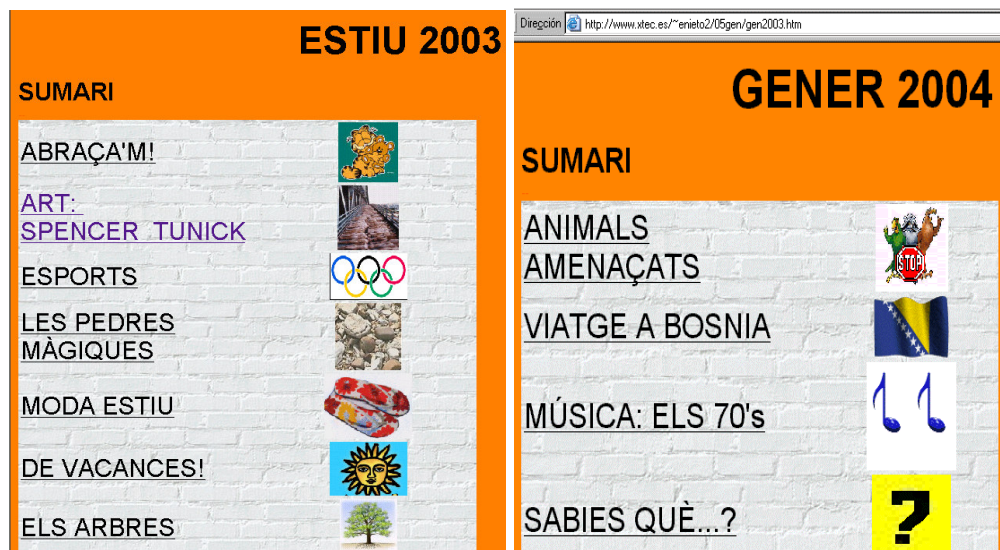 ESTIU 2003
SUMARI
ABRAÇA'M!
ART:
SPENCER TUNICK
ESPORTS
LES PEDRES
MÀGIQUES
MODA ESTIU
DE VACANCES!
ELS ARBRES
Dirección http://www.xtec.es/~enieto2/05gen/gen2003.htm
GENER 2004
SUMARI
ANIMALS
AMENAÇATS
STOP
VIATGE A BOSNIA
MÚSICA: ELS 70's
SABIES QUÈ...?
?